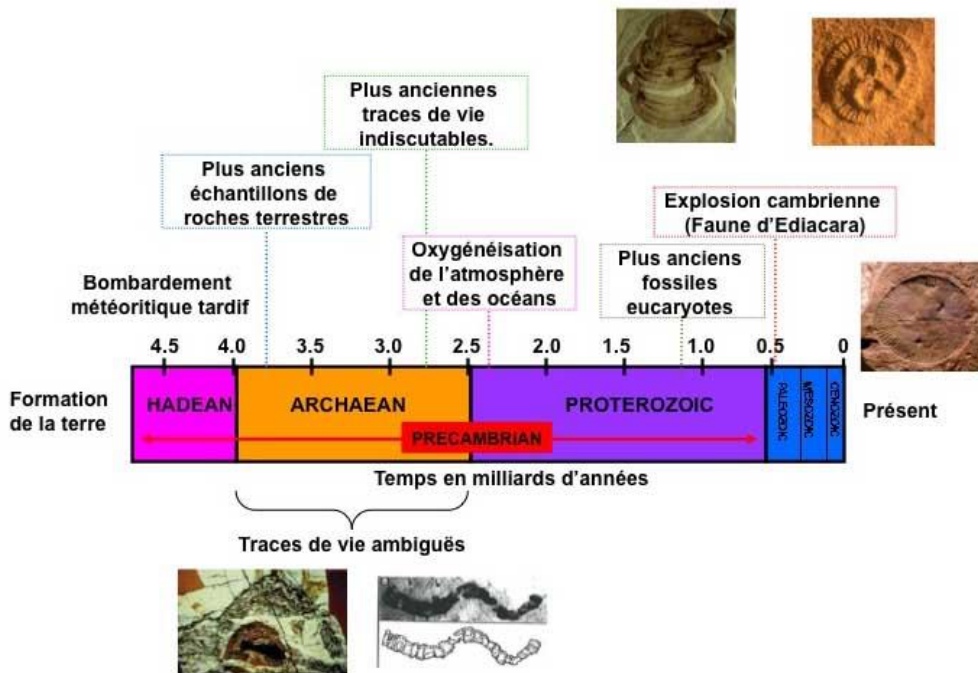 Plus anciennes
traces de vie
indiscutables.
Plus anciens
échantillons de
roches terrestres
Explosion cambrienne
(Faune d'Ediacara)
Oxygénéisation
de l'atmosphère
et des océans
Plus anciens
fossiles
eucaryotes
Bombardement
météoritique tardif
4.5 4.0 3.5 3.0 2.5 2.0 1.5 1.0 0.5 0
Formation
de la terre
HADEAN
ARCHAEAN
PROTEROZOIC
PALEOZOIC
MESOZOIC
CENOZOIC
Présent
PRECAMBRiAN
Temps en milliards d'années
Traces de vie ambiguës